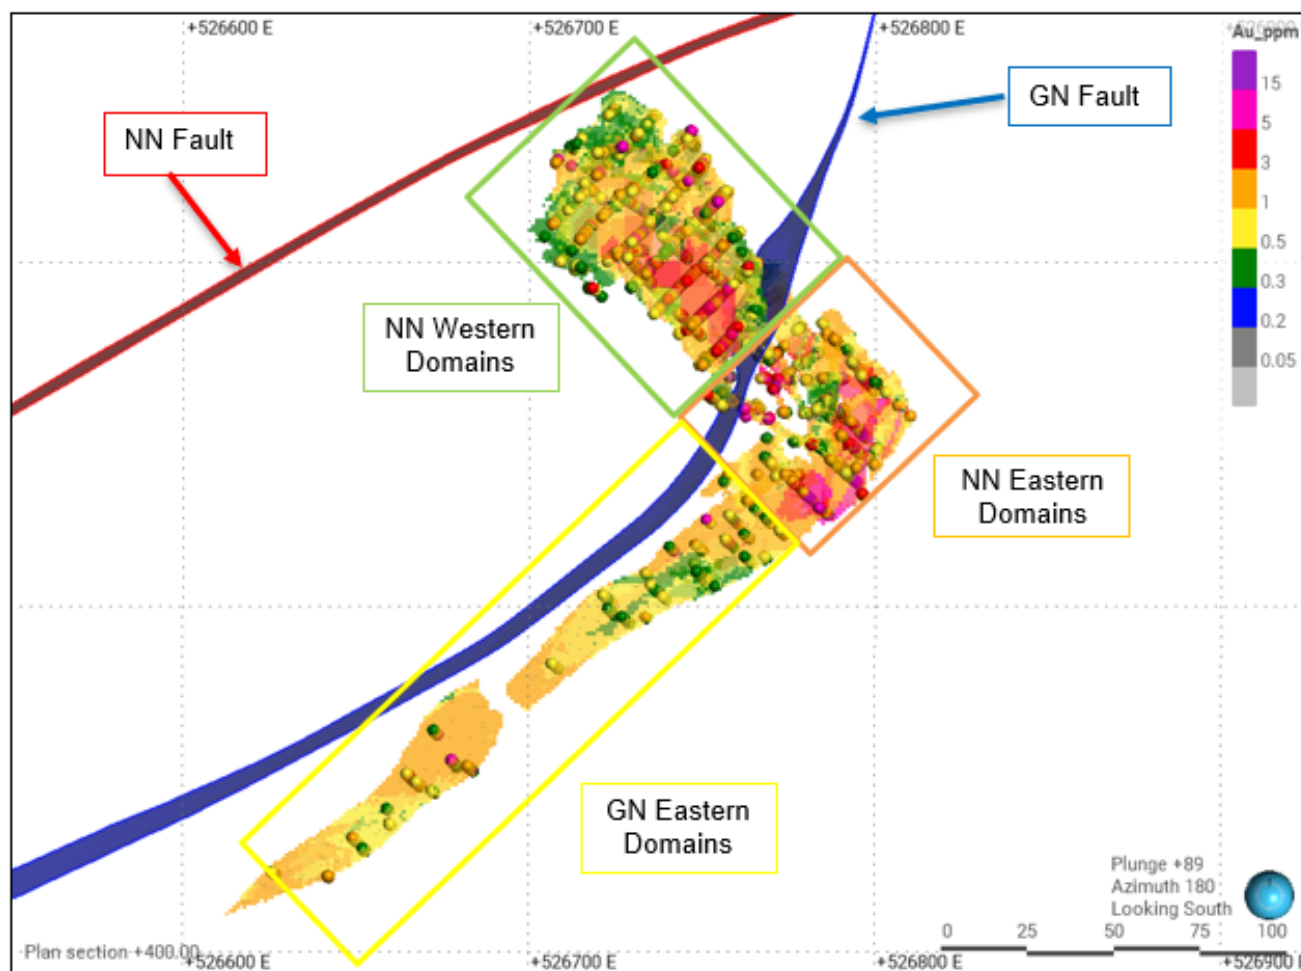 +526600 E
+526700 E
+526800 E
+526900
Au_ppm
15
5
3
1
0.5
0.3
0.2
0.05
GN Fault
NN Fault
NN Western
Domains
NN Eastern
Domains
GN Eastern
Domains
Plunge +89
Azimuth 180
Looking South
0
25
50
75
100
Plan section +400.00
+526600 E
+526700 E
+526800 E
+526900 E